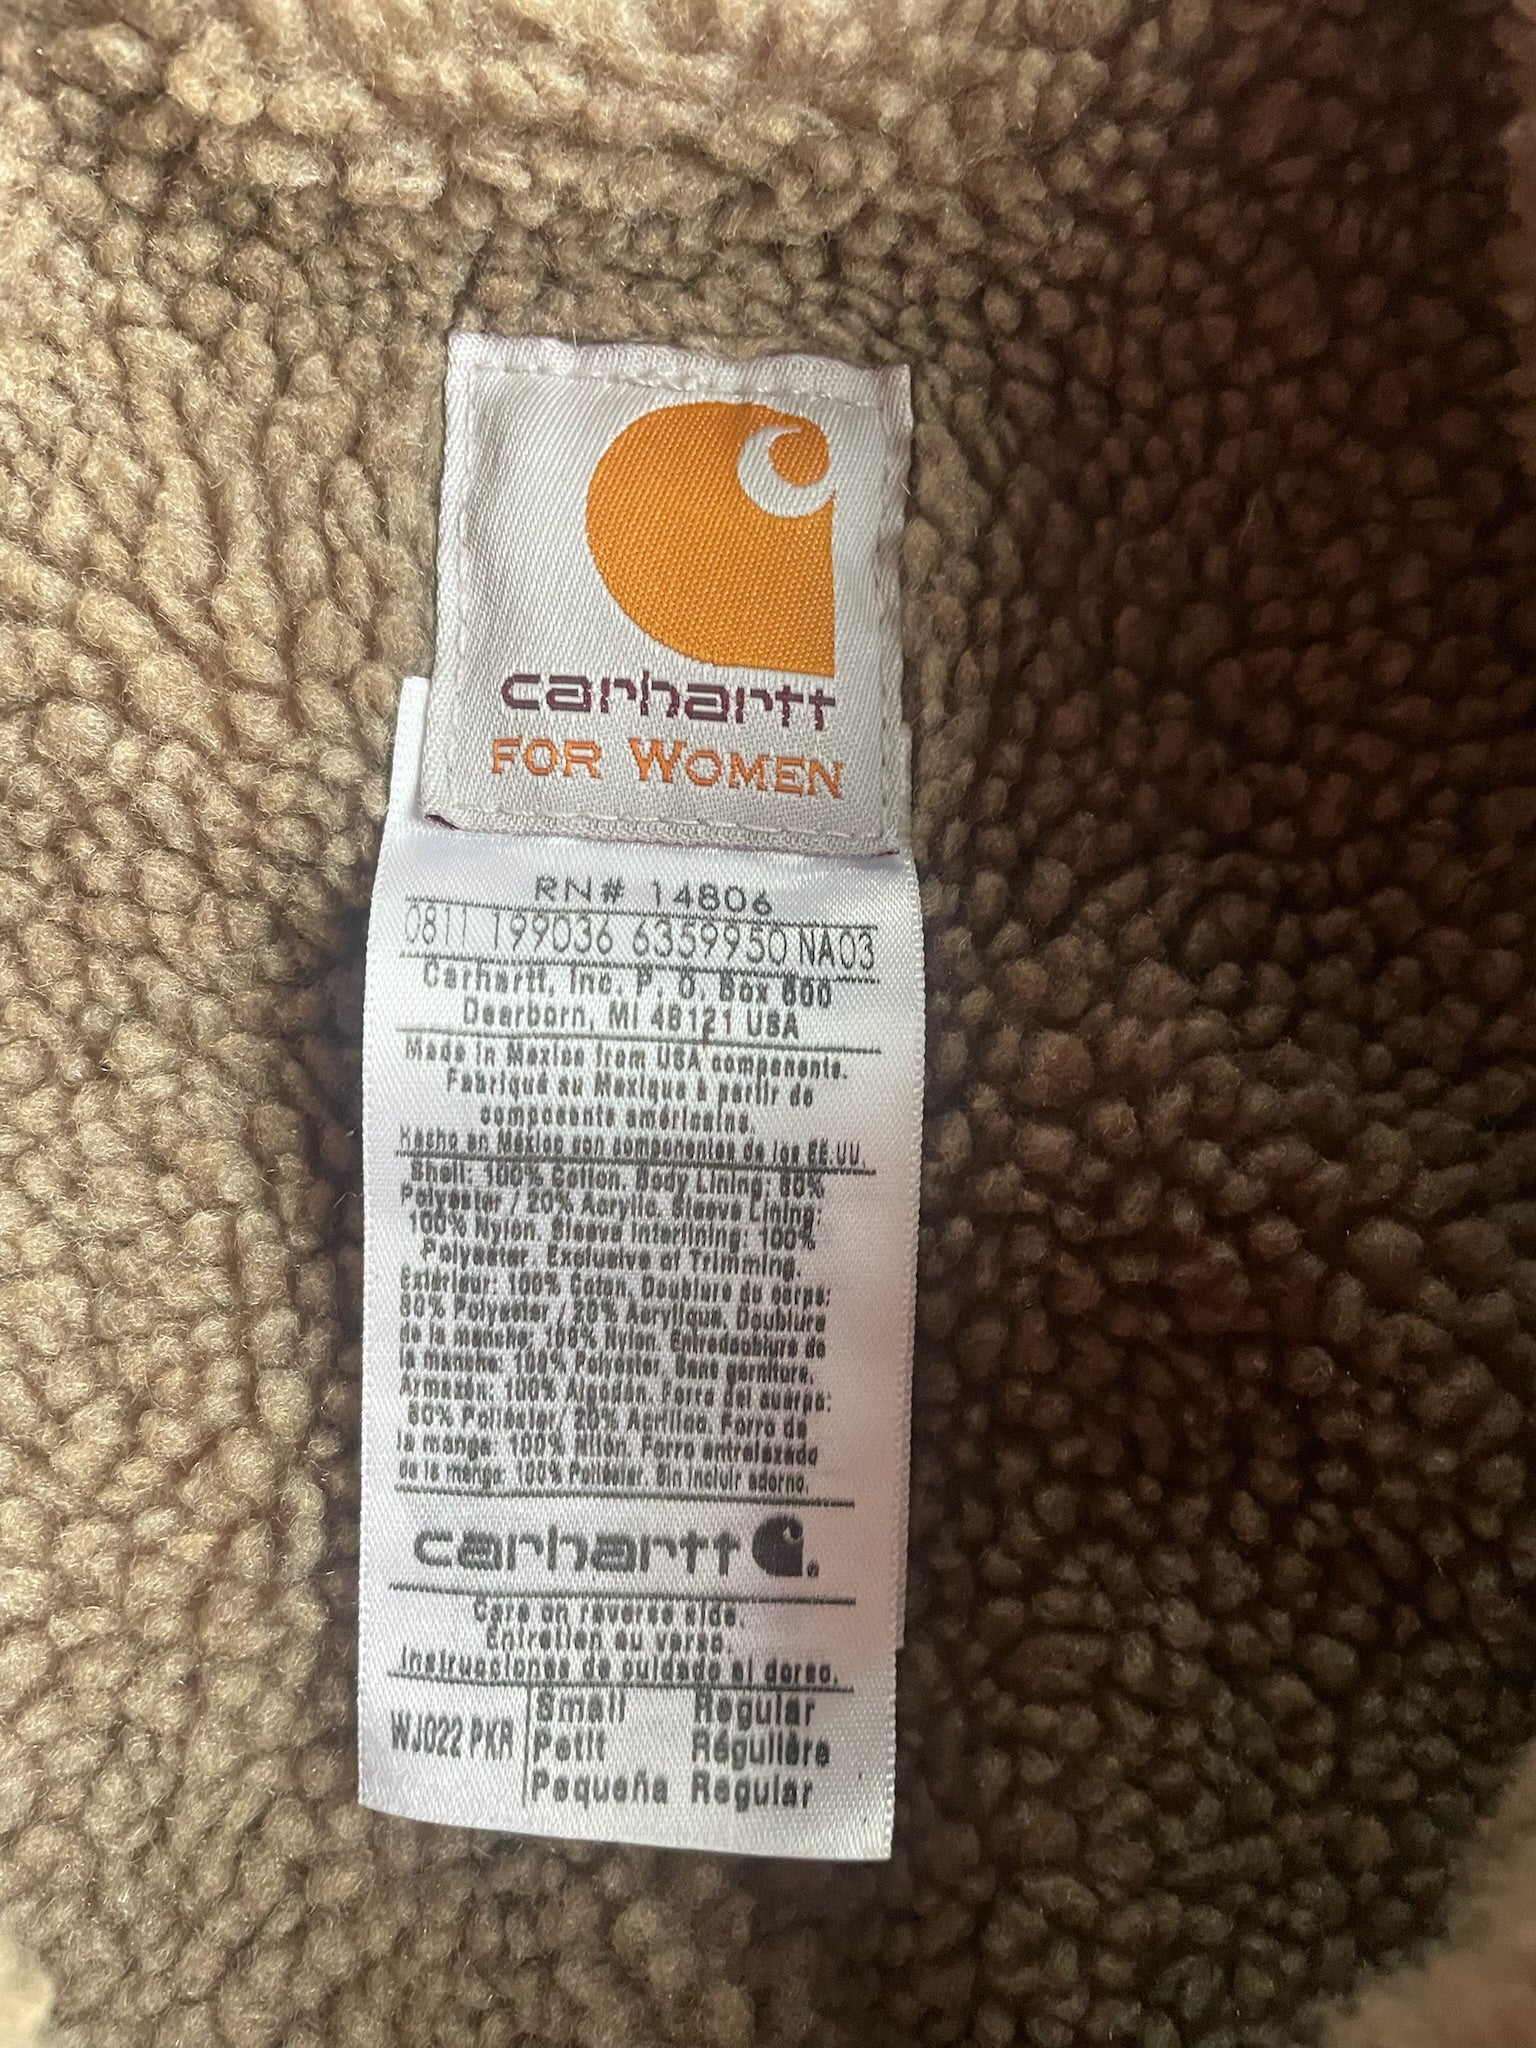 carhartt
FOR WOMEN
RN# 14806
0811 199036 6359950 NA03
Carhartt, Inc. P. O. Box 600
Dearborn, MI 48121 USA
Made in Mexico from USA components.
Fabriqué au Mexique à partir de
composants américains.
Hecho en México con componentes de los EE.UU.
Shell: 100% Cotton. Body Lining: 80%
Polyester / 20% Acrylic. Sleeve Lining:
100% Nylon. Sleeve Interlining: 100%
Polyester. Exclusive of Trimming.
Extérieur: 100% Coton. Doublure du corps:
80% Polyester / 20% Acrylique. Doublure
de la manche: 100% Nylon. Entredoublure de
la manche: 100% Polyester. Sans garniture.
Armazón: 100% Algodón. Forro del cuerpo:
80% Poliéster/ 20% Acrílico. Forro de
la manga: 100% Nilon. Forro entrelazado
de la manga: 100% Poliéster. Sin incluir adorno.
carhartt
Care on reverse side.
Entretien au verso.
Instrucciones de cuidado al dorso.
WJ022 PKR
Small Regular
Petit Régulière
Pequeña Regular